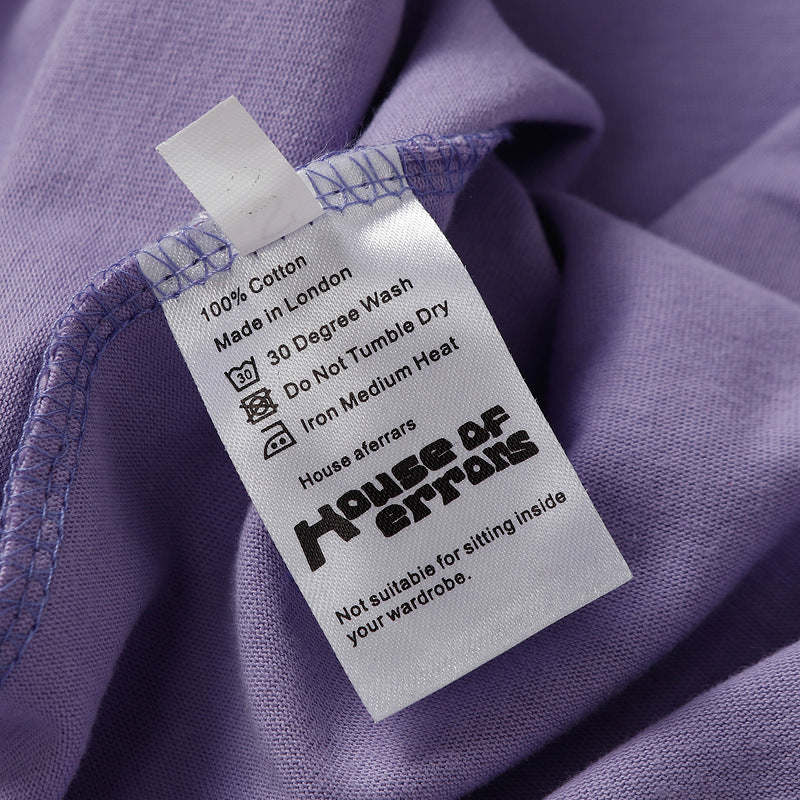 100% Cotton
Made in London
30 30 Degree Wash
Do Not Tumble Dry
Iron Medium Heat
House aferrars
House of
errors
Not suitable for sitting inside
your wardrobe.